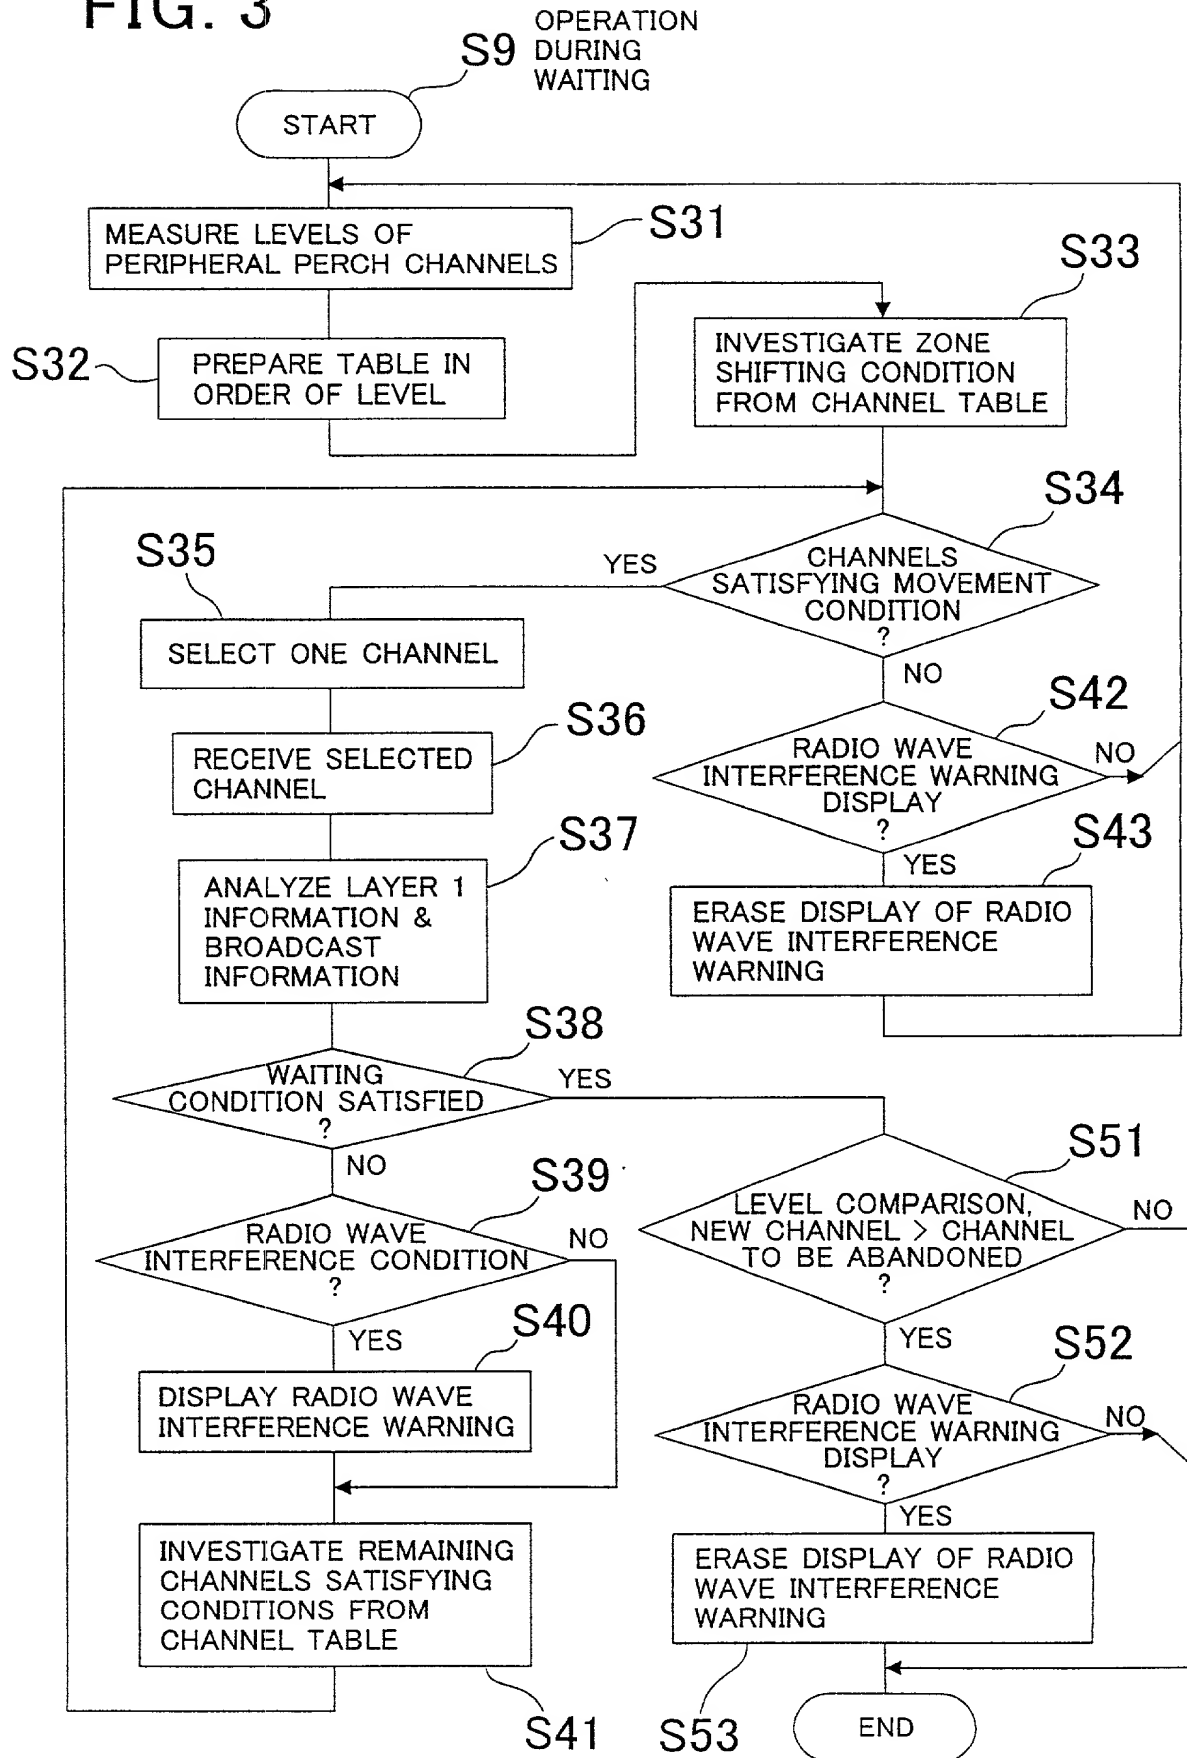 FIG. 3
S9
OPERATION
DURING
WAITING
START
MEASURE LEVELS OF
PERIPHERAL PERCH CHANNELS
S31
S32
PREPARE TABLE IN
ORDER OF LEVEL
S33
INVESTIGATE ZONE
SHIFTING CONDITION
FROM CHANNEL TABLE
S34
CHANNELS
SATISFYING MOVEMENT
CONDITION
?
YES
NO
S35
SELECT ONE CHANNEL
S36
RECEIVE SELECTED
CHANNEL
S37
ANALYZE LAYER 1
INFORMATION &
BROADCAST
INFORMATION
S42
RADIO WAVE
INTERFERENCE WARNING
DISPLAY
?
NO
YES
S43
ERASE DISPLAY OF RADIO
WAVE INTERFERENCE
WARNING
S38
WAITING
CONDITION SATISFIED
?
YES
NO
S39
RADIO WAVE
INTERFERENCE CONDITION
?
NO
YES
S40
DISPLAY RADIO WAVE
INTERFERENCE WARNING
INVESTIGATE REMAINING
CHANNELS SATISFYING
CONDITIONS FROM
CHANNEL TABLE
S41
S51
LEVEL COMPARISON,
NEW CHANNEL > CHANNEL
TO BE ABANDONED
?
NO
YES
S52
RADIO WAVE
INTERFERENCE WARNING
DISPLAY
?
NO
YES
ERASE DISPLAY OF RADIO
WAVE INTERFERENCE
WARNING
S53
END